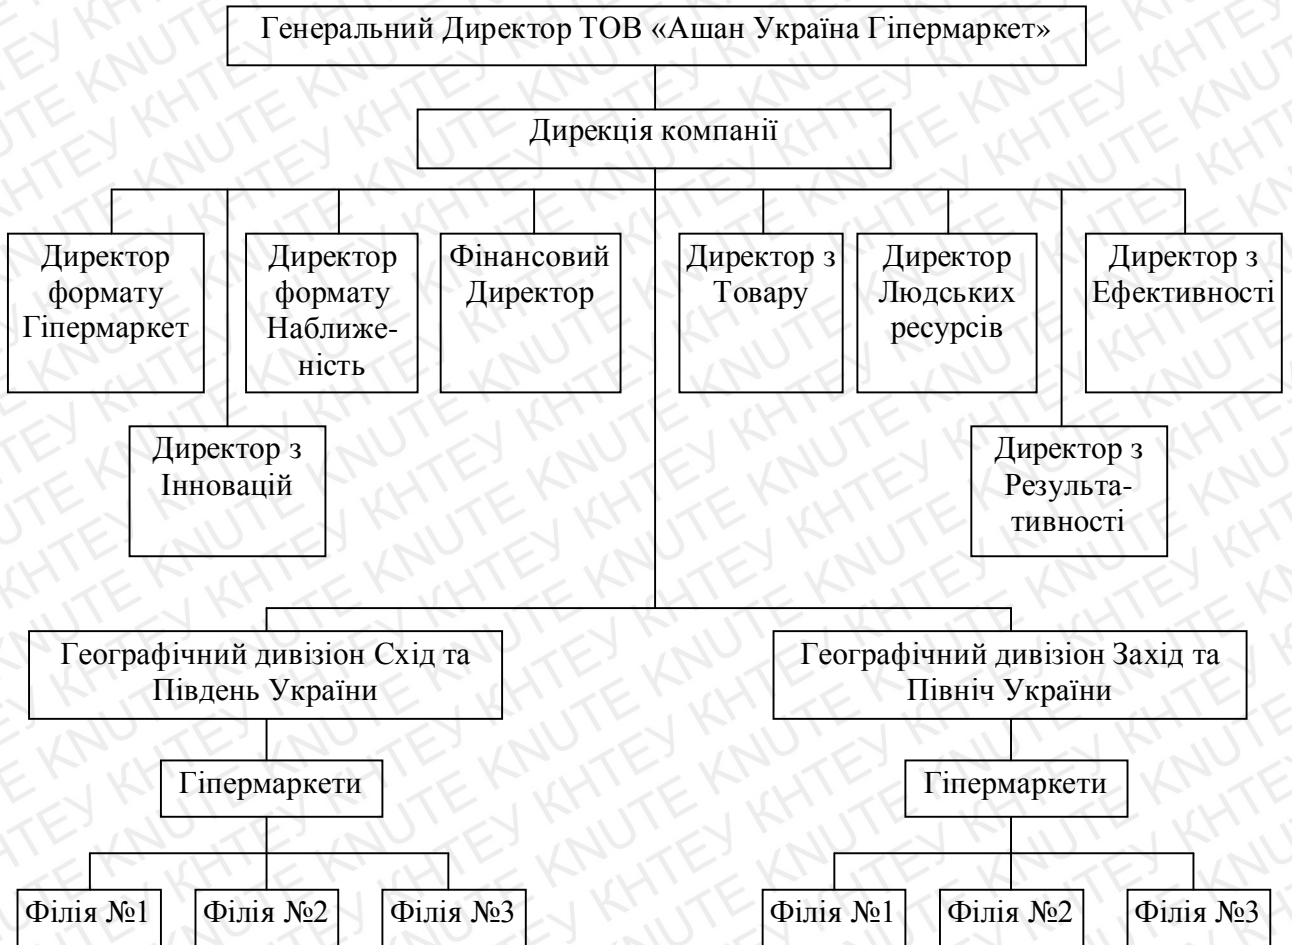 Генеральний Директор ТОВ «Ашан Україна Гіпермаркет»
Дирекція компанії
Директор
формату
Гіпермаркет
Директор
формату
Наближе-
ність
Фінансовий
Директор
Директор з
Товару
Директор
Людських
ресурсів
Директор з
Ефективності
Директор з
Інновацій
Директор з
Результа-
тивності
Географічний дивізіон Схід та
Південь України
Географічний дивізіон Захід та
Північ України
Гіпермаркети
Гіпермаркети
Філія №1
Філія №2
Філія №3
Філія №1
Філія №2
Філія №3
KNUTE КНТЕУ